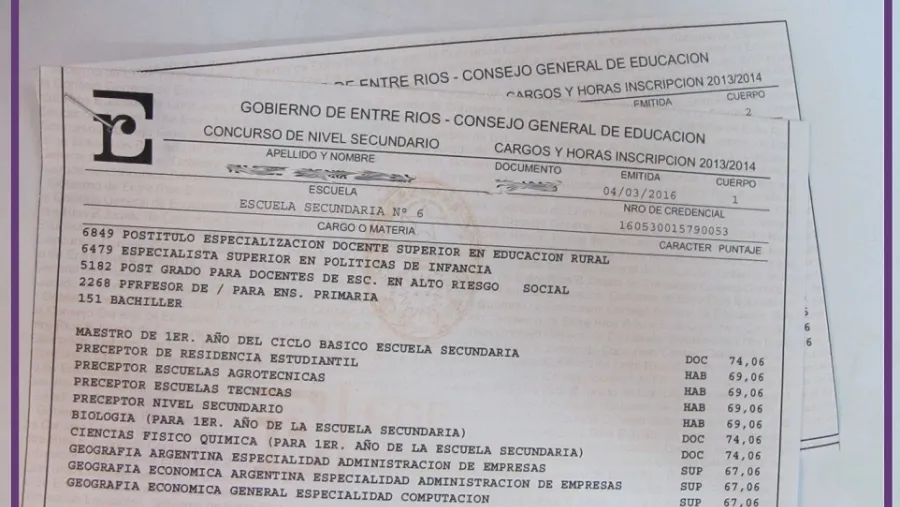 DE ENTRE RIOS - CONSEJO GENERAL DE EDUCACION
CARGOS Y HORAS INSCRIPCION 2013/2014
EMITIDA CUERPO
2
Er
GOBIERNO DE ENTRE RIOS - CONSEJO GENERAL DE EDUCACION
CONCURSO DE NIVEL SECUNDARIO CARGOS Y HORAS INSCRIPCION 2013/2014
APELLIDO Y NOMBRE DOCUMENTO EMITIDA CUERPO
04/03/2016 1
ESCUELA NRO DE CREDENCIAL
ESCUELA SECUNDARIA Nº 6 160530015790053
CARGO O MATERIA CARACTER PUNTAJE
6849 POSTITULO ESPECIALIZACION DOCENTE SUPERIOR EN EDUCACION RURAL
6479 ESPECIALISTA SUPERIOR EN POLITICAS DE INFANCIA
5182 POST GRADO PARA DOCENTES DE ESC. EN ALTO RIESGO SOCIAL
2268 PFRFESOR DE / PARA ENS. PRIMARIA
151 BACHILLER
MAESTRO DE 1ER. AÑO DEL CICLO BASICO ESCUELA SECUNDARIA DOC 74,06
PRECEPTOR DE RESIDENCIA ESTUDIANTIL HAB 69,06
PRECEPTOR ESCUELAS AGROTECNICAS HAB 69,06
PRECEPTOR ESCUELAS TECNICAS HAB 69,06
PRECEPTOR NIVEL SECUNDARIO HAB 69,06
BIOLOGIA (PARA 1ER. AÑO DE LA ESCUELA SECUNDARIA) DOC 74,06
CIENCIAS FISICO QUIMICA (PARA 1ER. AÑO DE LA ESCUELA SECUNDARIA) DOC 74,06
GEOGRAFIA ARGENTINA ESPECIALIDAD ADMINISTRACION DE EMPRESAS SUP 67,06
GEOGRAFIA ECONOMICA ARGENTINA ESPECIALIDAD ADMINISTRACION DE EMPRESAS SUP 67,06
GEOGRAFIA ECONOMICA GENERAL ESPECIALIDAD COMPUTACION SUP 67,06